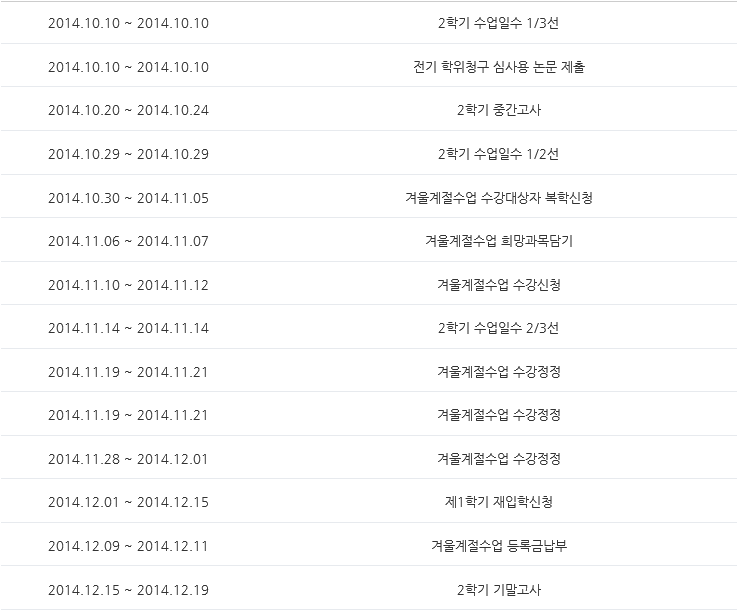 2014.10.10 ~ 2014.10.10 2학기 수업일수 1/3선
2014.10.10 ~ 2014.10.10 전기 학위청구 심사용 논문 제출
2014.10.20 ~ 2014.10.24 2학기 중간고사
2014.10.29 ~ 2014.10.29 2학기 수업일수 1/2선
2014.10.30 ~ 2014.11.05 겨울계절수업 수강대상자 복학신청
2014.11.06 ~ 2014.11.07 겨울계절수업 희망과목담기
2014.11.10 ~ 2014.11.12 겨울계절수업 수강신청
2014.11.14 ~ 2014.11.14 2학기 수업일수 2/3선
2014.11.19 ~ 2014.11.21 겨울계절수업 수강정정
2014.11.19 ~ 2014.11.21 겨울계절수업 수강정정
2014.11.28 ~ 2014.12.01 겨울계절수업 수강정정
2014.12.01 ~ 2014.12.15 제1학기 재입학신청
2014.12.09 ~ 2014.12.11 겨울계절수업 등록금납부
2014.12.15 ~ 2014.12.19 2학기 기말고사